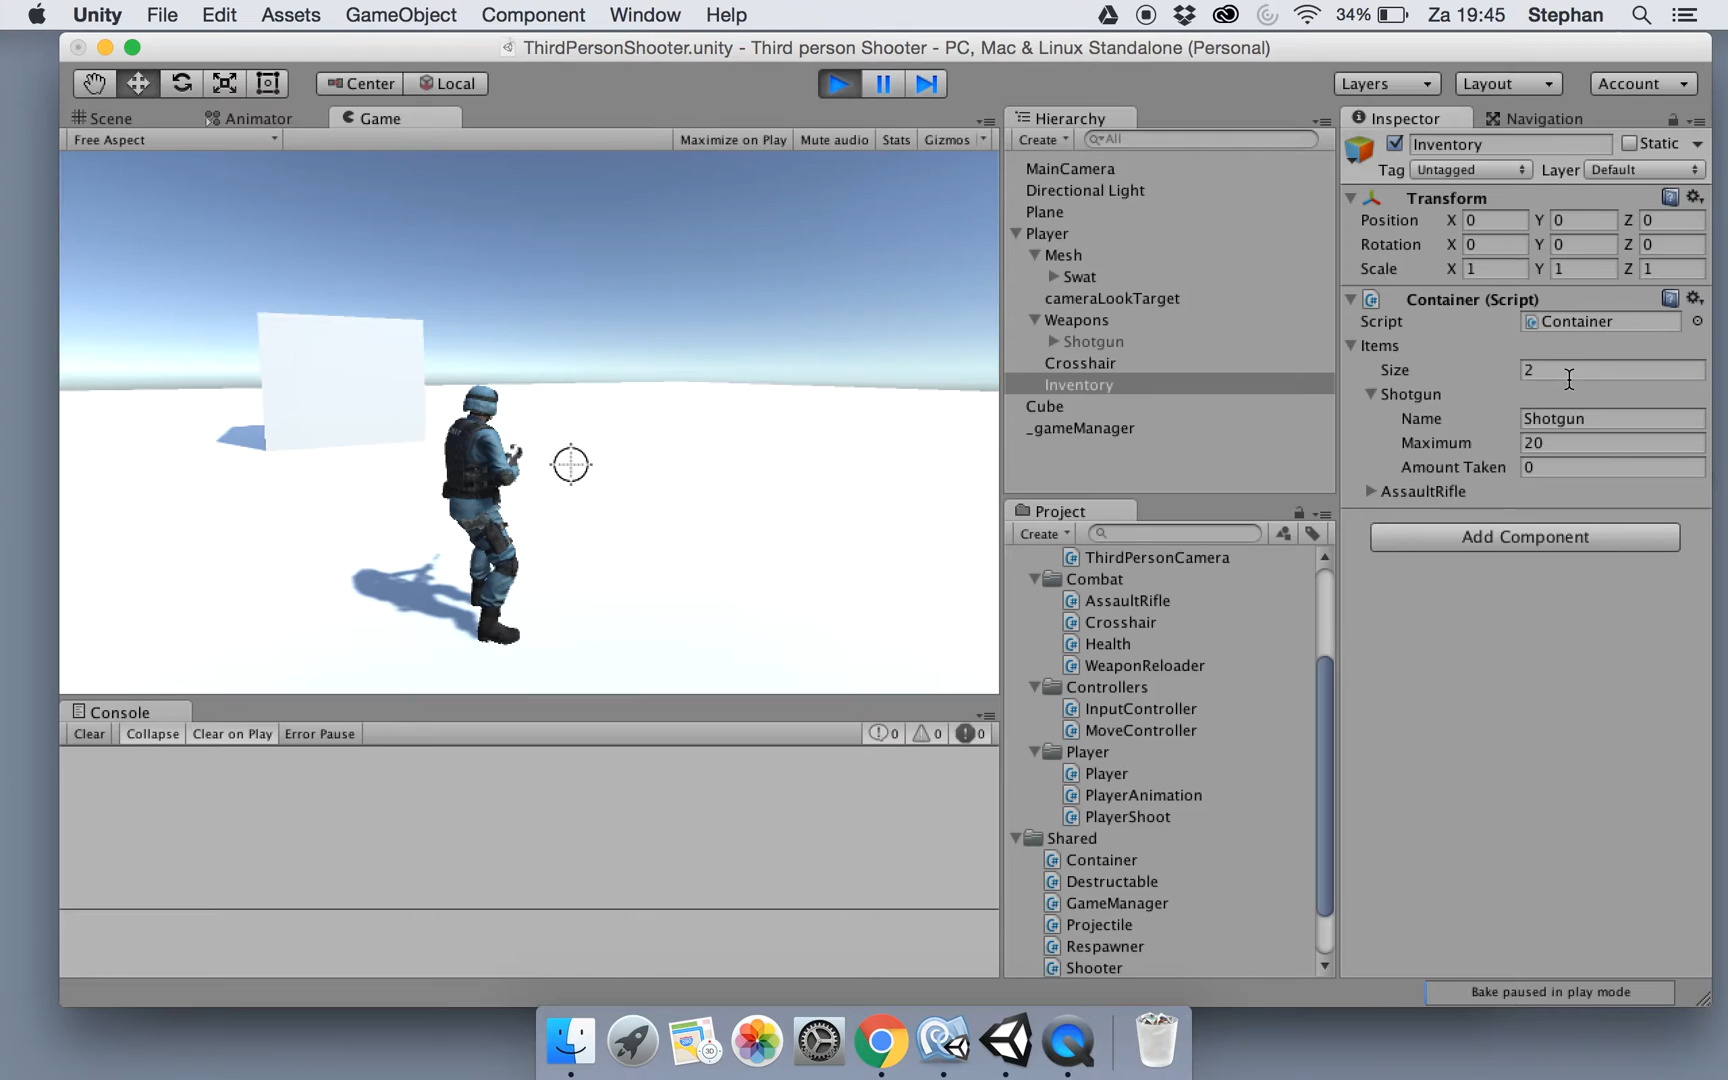 Unity File Edit Assets GameObject Component Window Help 34% Za 19:45 Stephan
ThirdPersonShooter.unity - Third person Shooter - PC, Mac & Linux Standalone (Personal)
Center Local Layers Layout Account
Scene Animator Game
Free Aspect Maximize on Play Mute audio Stats Gizmos
Console
Clear Collapse Clear on Play Error Pause 0 0 0
Hierarchy
Create All
MainCamera
Directional Light
Plane
Player
Mesh
Swat
cameraLookTarget
Weapons
Shotgun
Crosshair
Inventory
Cube
_gameManager
Project
Create
ThirdPersonCamera
Combat
AssaultRifle
Crosshair
Health
WeaponReloader
Controllers
InputController
MoveController
Player
Player
PlayerAnimation
PlayerShoot
Shared
Container
Destructable
GameManager
Projectile
Respawner
Shooter
Inspector Navigation
Inventory Static
Tag Untagged Layer Default
Transform
Position X 0 Y 0 Z 0
Rotation X 0 Y 0 Z 0
Scale X 1 Y 1 Z 1
Container (Script)
Script Container
Items
Size 2
Shotgun
Name Shotgun
Maximum 20
Amount Taken 0
AssaultRifle
Add Component
Bake paused in play mode